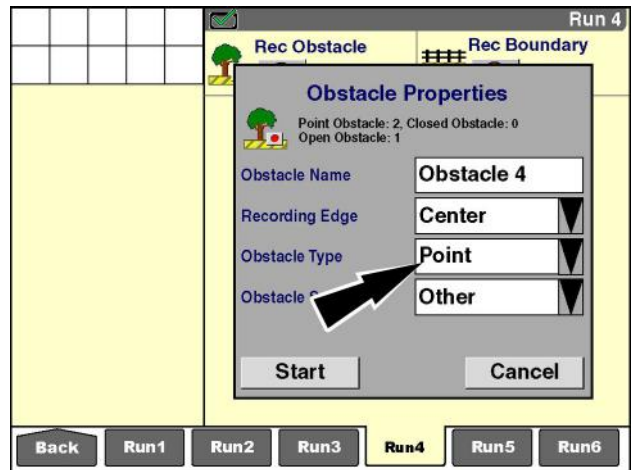 Run 4
Rec Obstacle
Rec Boundary
Obstacle Properties
Point Obstacle: 2, Closed Obstacle: 0
Open Obstacle: 1
Obstacle Name
Obstacle 4
Recording Edge
Center
Obstacle Type
Point
Obstacle
Other
Start
Cancel
Back
Run1
Run2
Run3
Run4
Run5
Run6